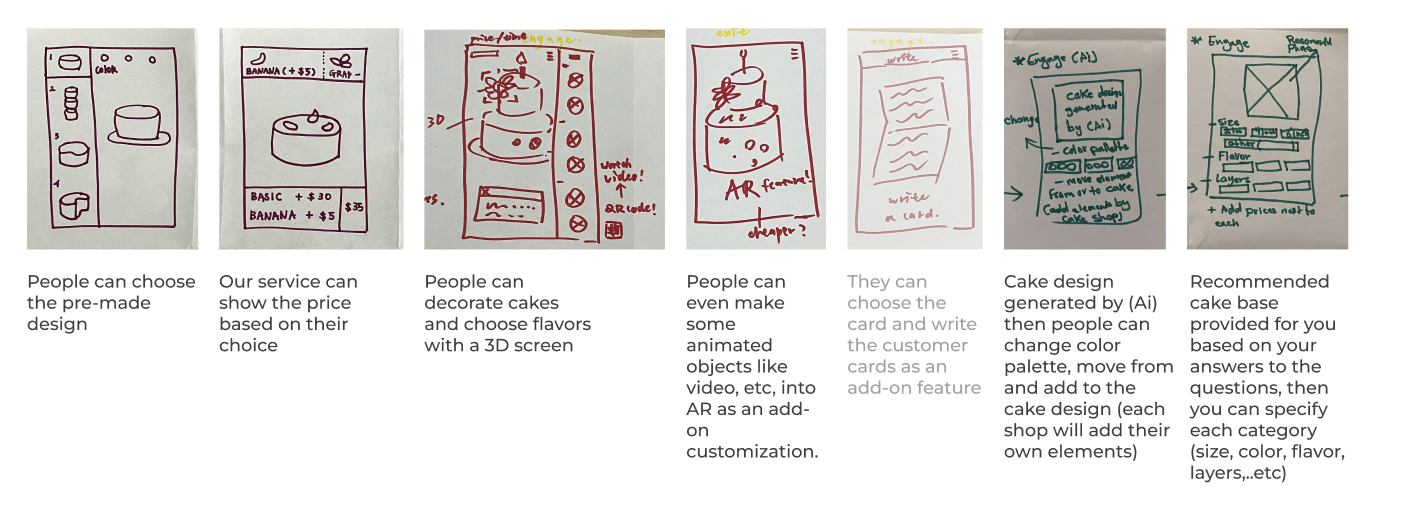 1
2
3
4
COLOR
BANANA (+ $5)
GRAP-
BASIC + $30
BANANA + $5
$35
price/store
engage.
3D
watch
video!
QR code!
AR feature!
cheaper?
engage.
write
write
a card.
* Engage (Ai)
cake design
generated
by (Ai)
change
- color palette
- move element
From or to cake
(add elements by
cake shops)
* Engage
Size
other
Flavor
Layers
+ Add prices next to
each
People can choose
the pre-made
design
Our service can
show the price
based on their
choice
People can
decorate cakes
and choose flavors
with a 3D screen
People can
even make
some
animated
objects like
video, etc, into
AR as an add-
on
customization.
They can
choose the
card and write
the customer
cards as an
add-on feature
Cake design
generated by (Ai)
then people can
change color
palette, move from
and add to the
cake design (each
shop will add their
own elements)
Recommended
cake base
provided for you
based on your
answers to the
questions, then
you can specify
each category
(size, color, flavor,
layers,..etc)